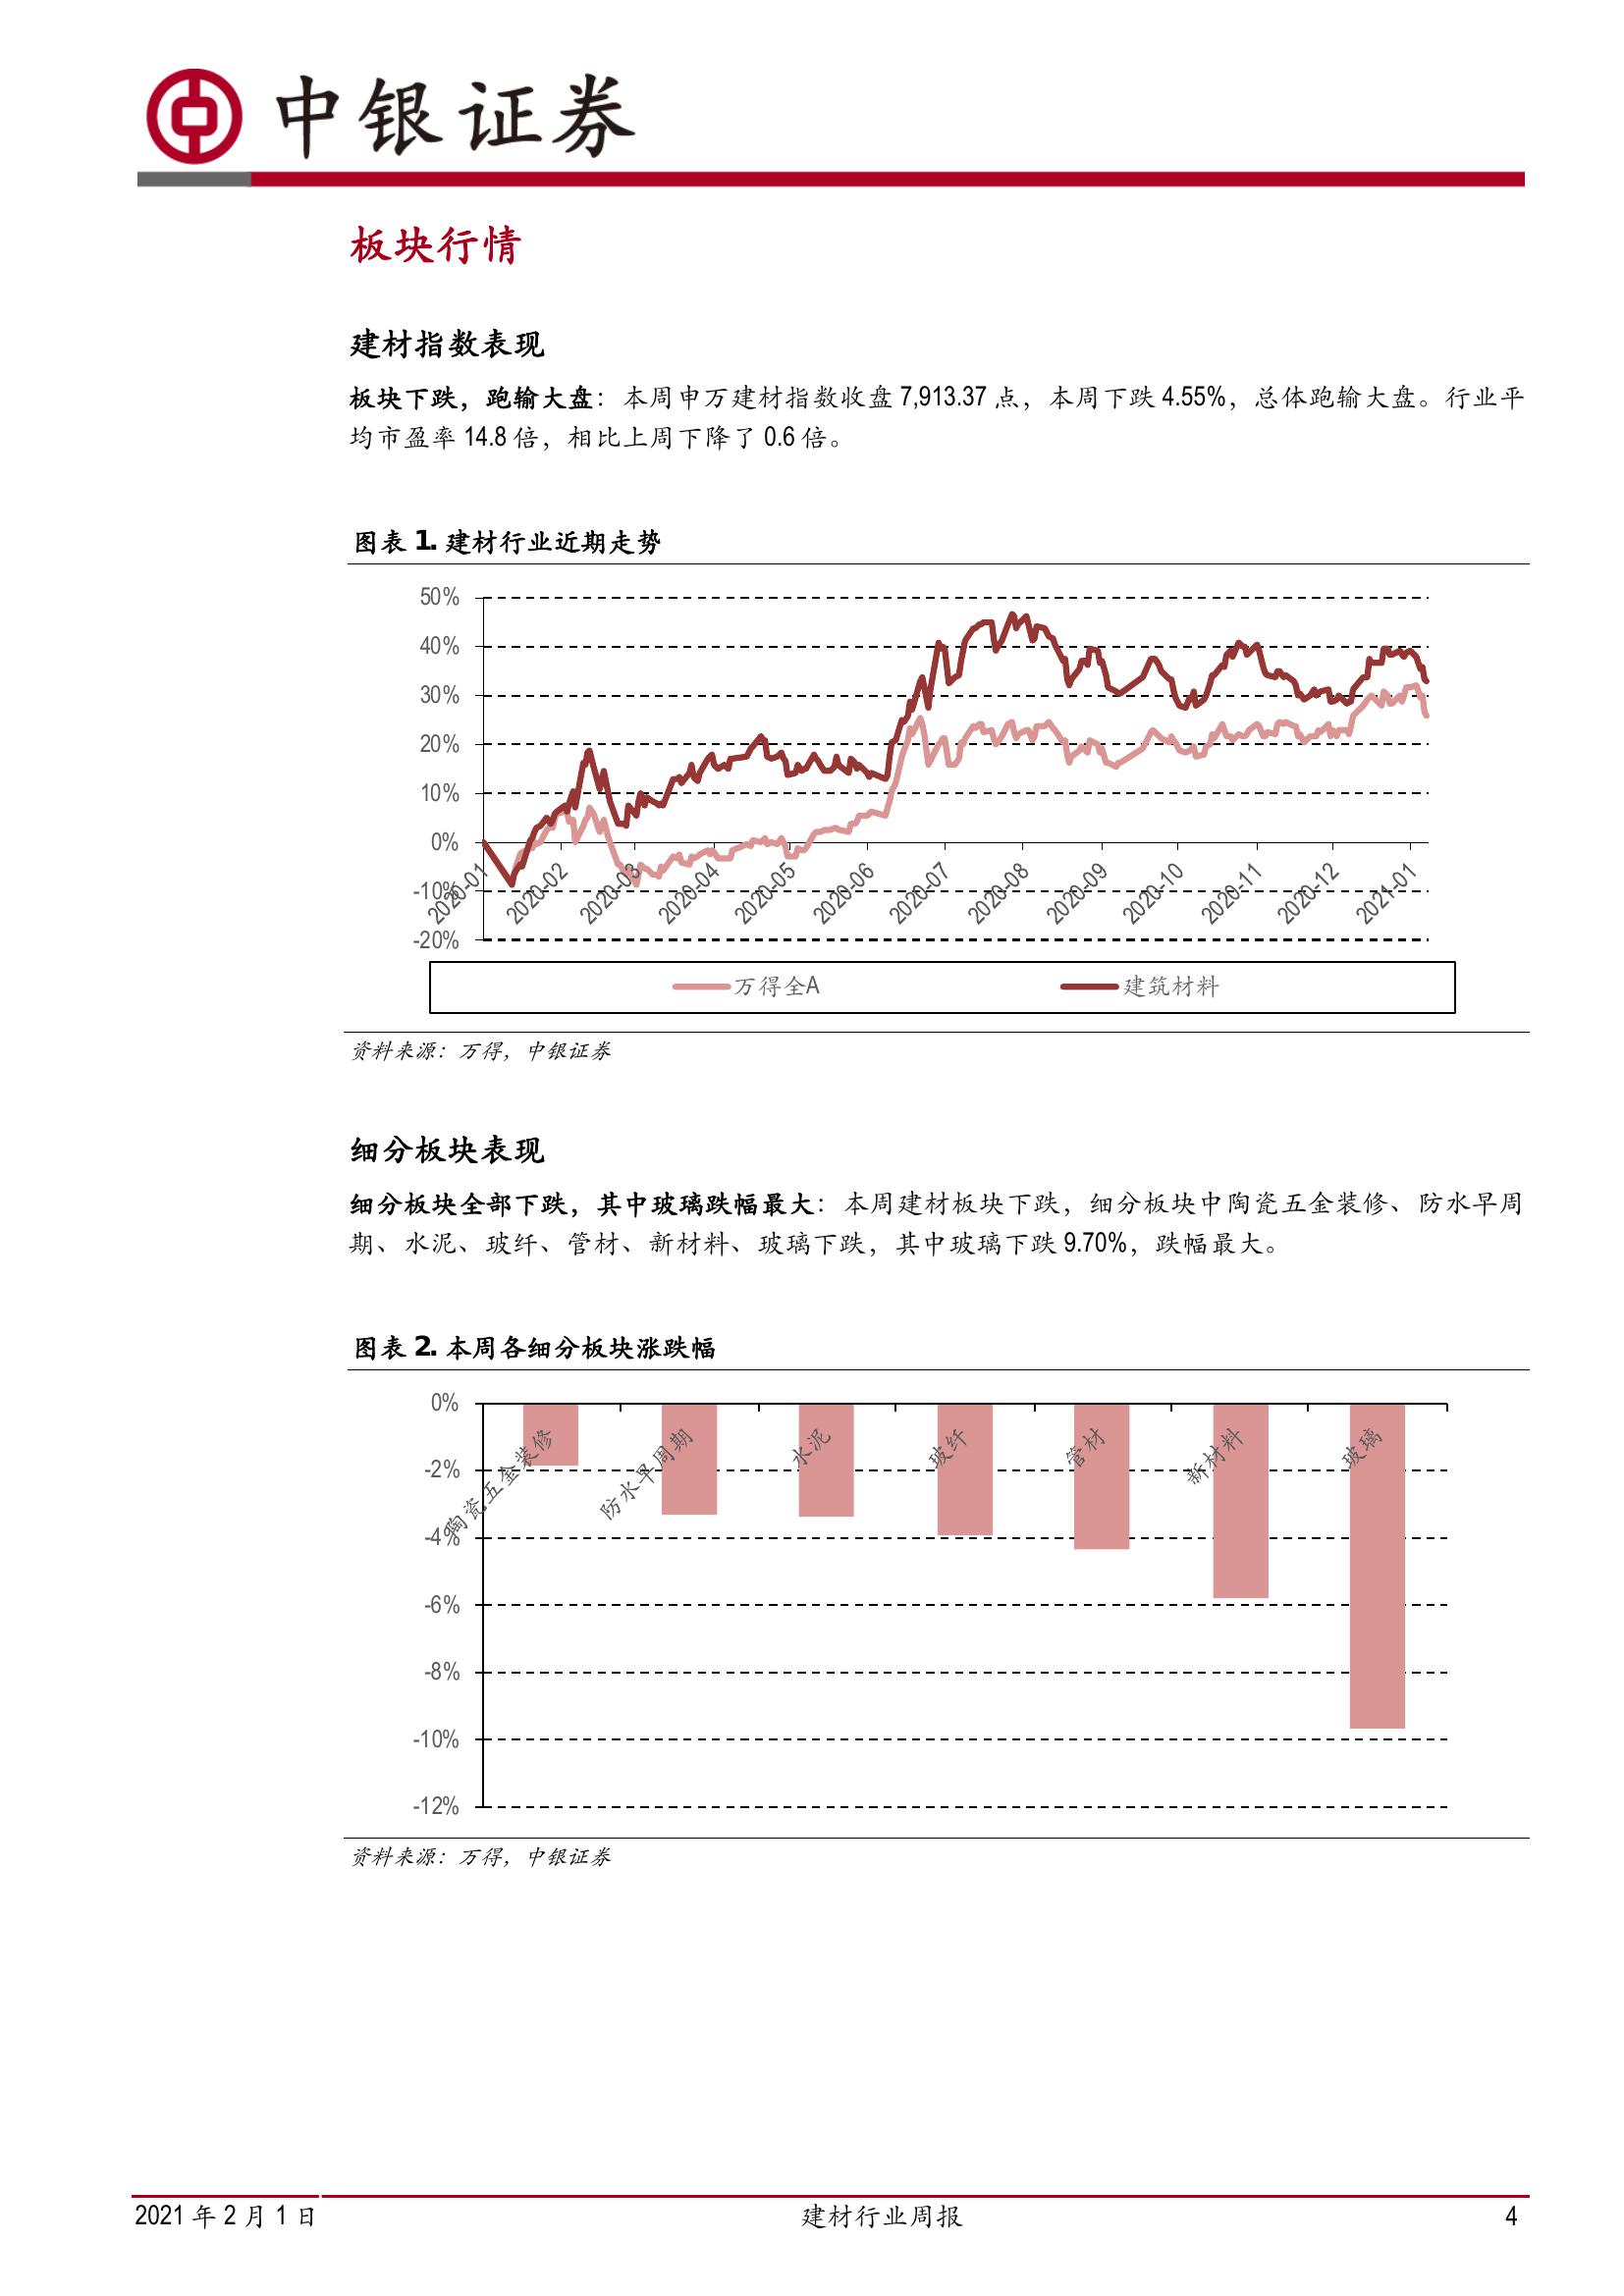 中银证券
板块行情
建材指数表现
板块下跌，跑输大盘：本周申万建材指数收盘 7,913.37 点，本周下跌 4.55%，总体跑输大盘。行业平
均市盈率 14.8 倍，相比上周下降了 0.6 倍。
图表 1. 建材行业近期走势
50%
40%
30%
20%
10%
0%
-10%
-20%
2020-01
2020-02
2020-03
2020-04
2020-05
2020-06
2020-07
2020-08
2020-09
2020-10
2020-11
2020-12
2021-01
万得全A
建筑材料
资料来源：万得，中银证券
细分板块表现
细分板块全部下跌，其中玻璃跌幅最大：本周建材板块下跌，细分板块中陶瓷五金装修、防水早周
期、水泥、玻纤、管材、新材料、玻璃下跌，其中玻璃下跌 9.70%，跌幅最大。
图表 2. 本周各细分板块涨跌幅
0%
-2%
-4%
-6%
-8%
-10%
-12%
陶瓷五金装修
防水早周期
水泥
玻纤
管材
新材料
玻璃
资料来源：万得，中银证券
2021 年 2 月 1 日
建材行业周报
4